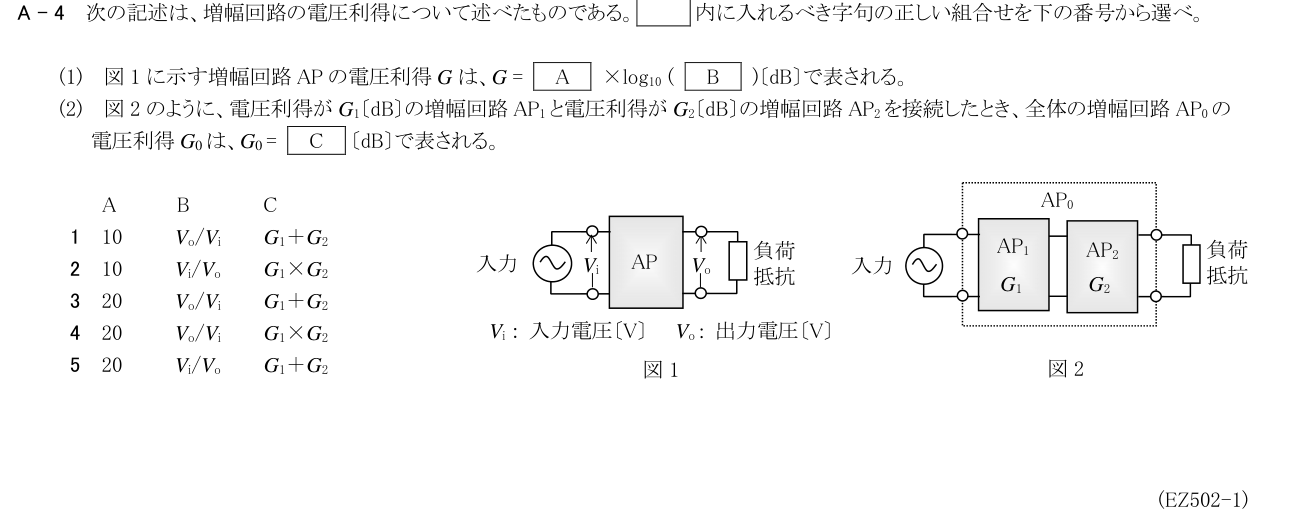 A － 4 次の記述は、増幅回路の電圧利得について述べたものである。 内に入れるべき字句の正しい組合せを下の番号から選べ。
(1) 図 1 に示す増幅回路 AP の電圧利得 G は、G = A ×log₁₀ ( B )〔dB〕で表される。
(2) 図 2 のように、電圧利得が G₁〔dB〕の増幅回路 AP₁ と電圧利得が G₂〔dB〕の増幅回路 AP₂ を接続したとき、全体の増幅回路 AP₀ の
電圧利得 G₀ は、G₀ = C 〔dB〕で表される。
A B C
1 10 Vo/Vi G₁＋G₂
2 10 Vi/Vo G₁×G₂
3 20 Vo/Vi G₁＋G₂
4 20 Vo/Vi G₁×G₂
5 20 Vi/Vo G₁＋G₂
入力 Vi AP Vo 負荷
抵抗
Vi : 入力電圧〔V〕 Vo : 出力電圧〔V〕
図 1
AP₀
入力 AP₁ AP₂ 負荷
抵抗
G₁ G₂
図 2
(EZ502-1)